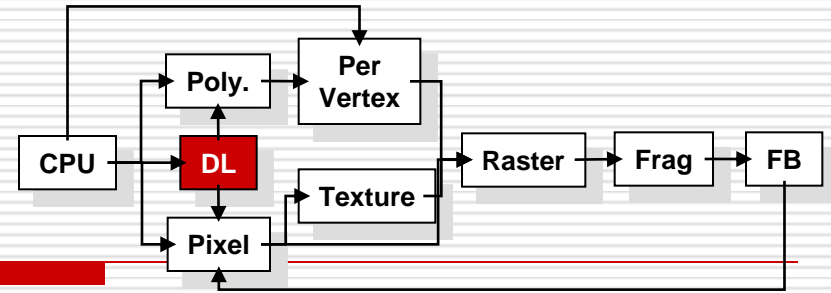 Per
Vertex
Poly.
CPU
DL
Raster
Frag
FB
Texture
Pixel